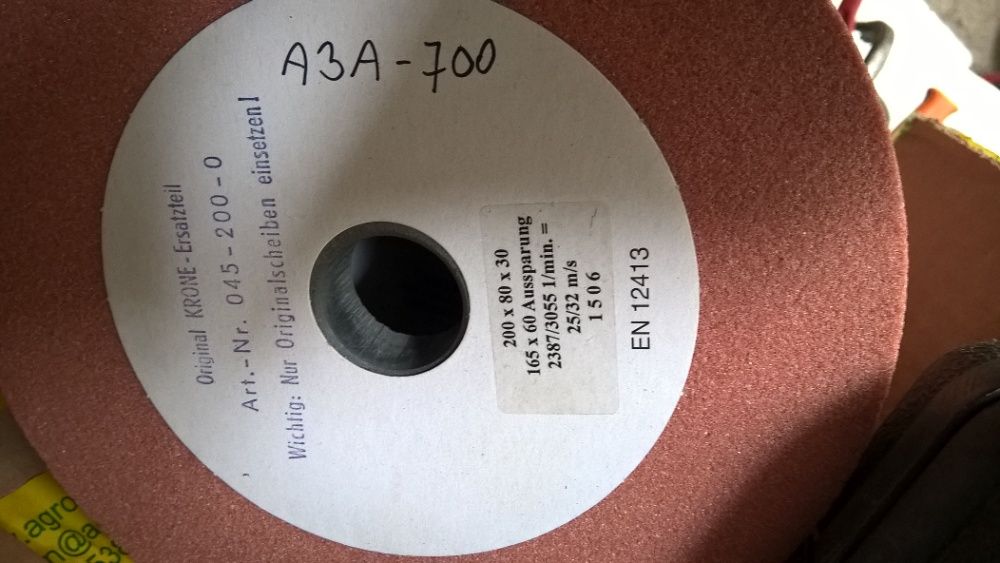 A3A-700
Original KRONE-Ersatzteil
Art.-Nr. 045-200-0
Wichtig: Nur Originalscheiben einsetzen!
200 x 80 x 30
165 x 60 Aussparung
2387/3055 1/min. =
25/32 m/s
1 5 0 6
EN 12413
.agro